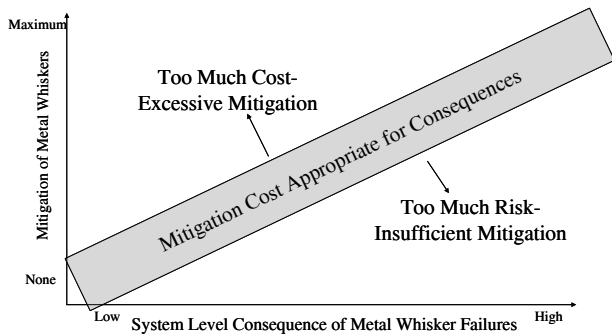 Maximum
Too Much Cost-
Excessive Mitigation
Mitigation of Metal Whiskers
Mitigation Cost Appropriate for Consequences
Too Much Risk-
Insufficient Mitigation
None
Low
System Level Consequence of Metal Whisker Failures
High